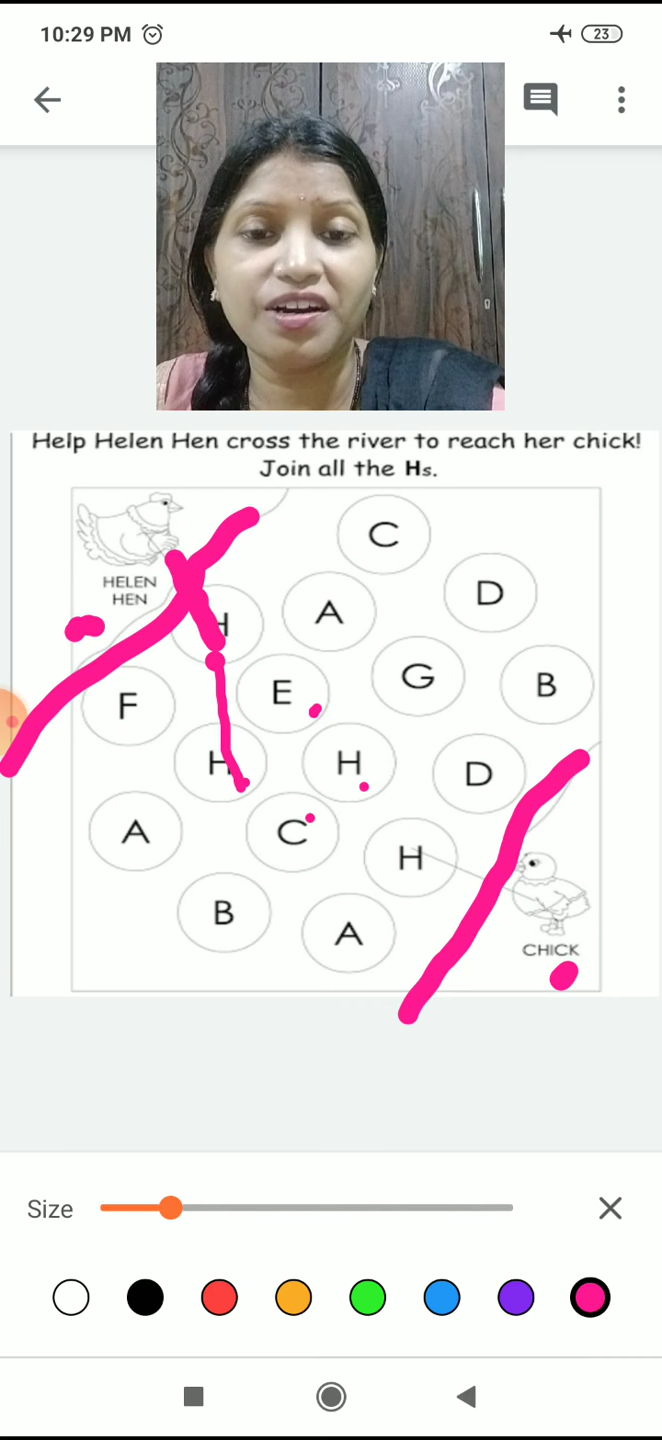 10:29 PM
23
Help Helen Hen cross the river to reach her chick!
Join all the Hs.
HELEN
HEN
C
D
H
A
G
B
E
F
H
H
D
A
C
H
B
A
CHICK
Size